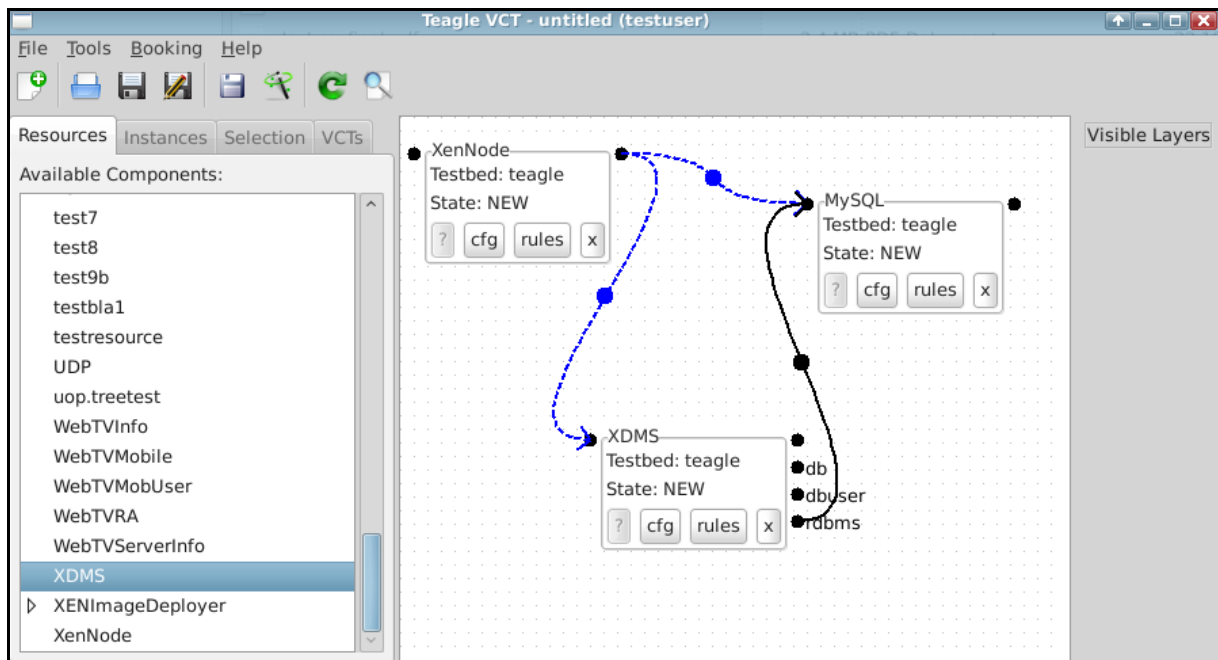 Teagle VCT - untitled (testuser)
File Tools Booking Help
Resources Instances Selection VCTs
Available Components:
test7
test8
test9b
testbla1
testresource
UDP
uop.treetest
WebTVInfo
WebTVMobile
WebTVMobUser
WebTVRA
WebTVServerInfo
XDMS
XENImageDeployer
XenNode
XenNode
Testbed: teagle
State: NEW
? cfg rules x
MySQL
Testbed: teagle
State: NEW
? cfg rules x
XDMS
Testbed: teagle
State: NEW
? cfg rules x
db
dbuser
rdbms
Visible Layers